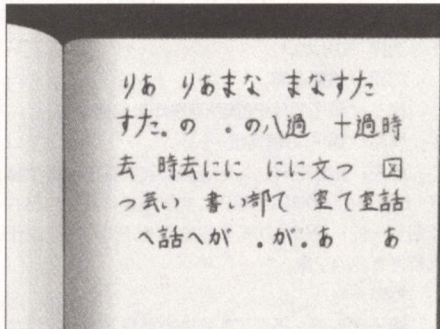 りあ りあまな まなすた
すた。の 。の八過 十過時
去 時去にに にに文つ 図
つ芸い 書い部て 室て室話
へ話へが 。が。あ あ